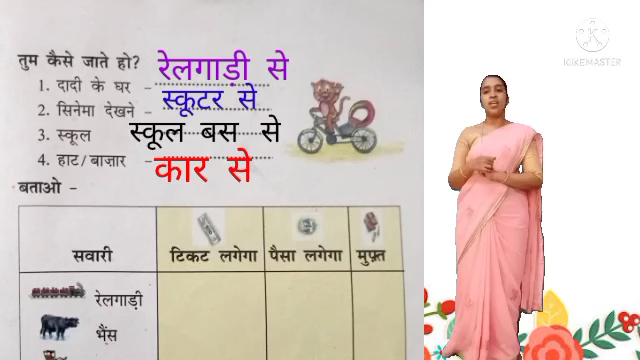 KINEMASTER
तुम कैसे जाते हो?
1. दादी के घर - रेलगाड़ी से
2. सिनेमा देखने - स्कूटर से
3. स्कूल स्कूल बस से
4. हाट/बाज़ार - कार से
बताओ -
सवारी टिकट लगेगा पैसा लगेगा मुफ़्त
रेलगाड़ी
भैंस